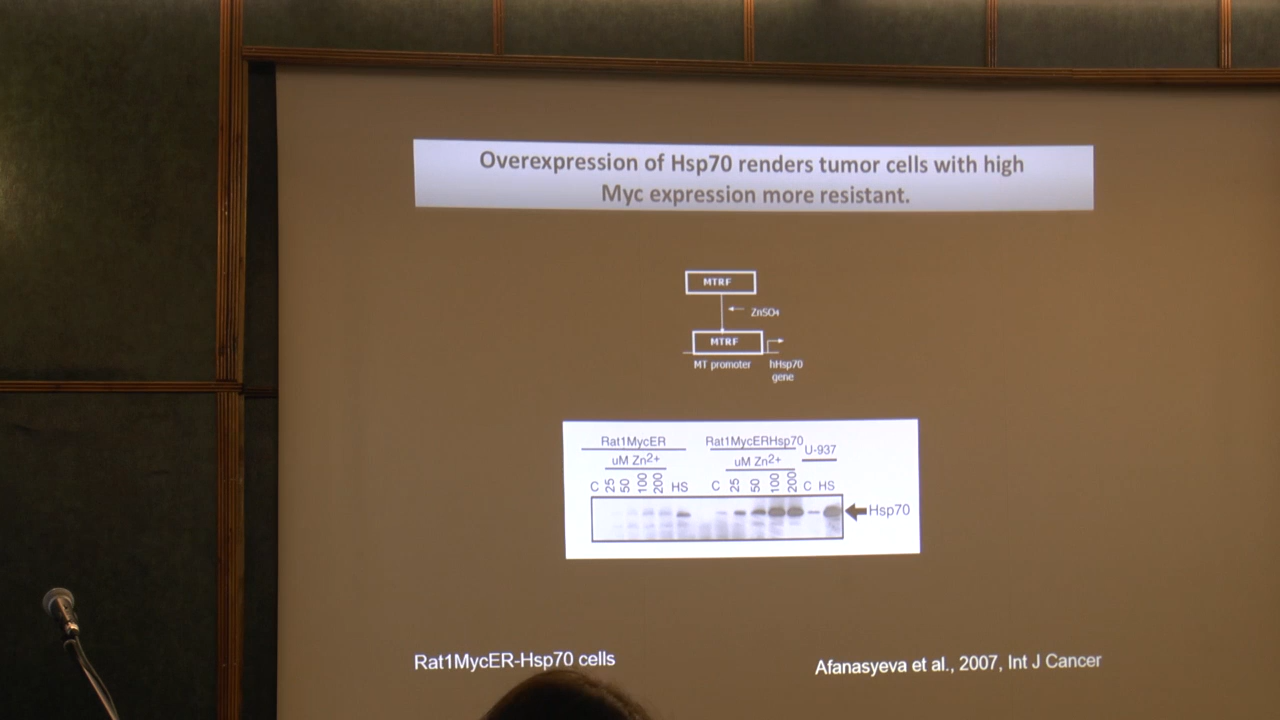 Overexpression of Hsp70 renders tumor cells with high
Myc expression more resistant.
MTRF
ZnSO4
MTRF
MT promoter
hHsp70
gene
Rat1MycER
Rat1MycERHsp70
U-937
uM Zn2+
uM Zn2+
C 25 50 100 200 HS
C 25 50 100 200 C HS
Hsp70
Rat1MycER-Hsp70 cells
Afanasyeva et al., 2007, Int J Cancer